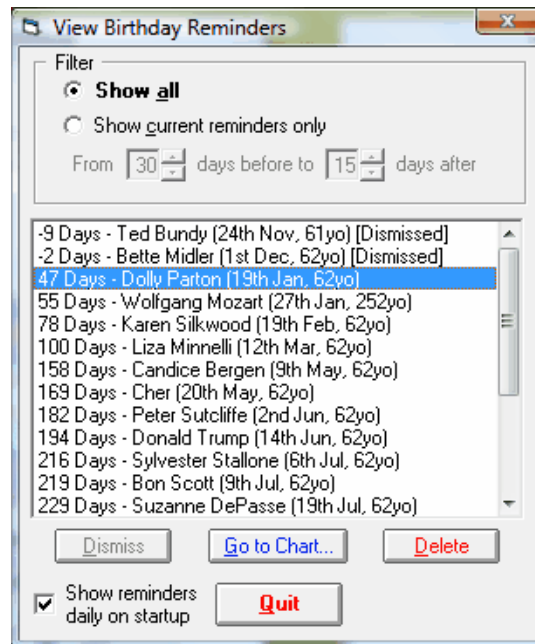 View Birthday Reminders
Filter
Show all
Show current reminders only
From 30 days before to 15 days after
-9 Days - Ted Bundy (24th Nov, 61yo) [Dismissed]
-2 Days - Bette Midler (1st Dec, 62yo) [Dismissed]
47 Days - Dolly Parton (19th Jan, 62yo)
55 Days - Wolfgang Mozart (27th Jan, 252yo)
78 Days - Karen Silkwood (19th Feb, 62yo)
100 Days - Liza Minnelli (12th Mar, 62yo)
158 Days - Candice Bergen (9th May, 62yo)
169 Days - Cher (20th May, 62yo)
182 Days - Peter Sutcliffe (2nd Jun, 62yo)
194 Days - Donald Trump (14th Jun, 62yo)
216 Days - Sylvester Stallone (6th Jul, 62yo)
219 Days - Bon Scott (9th Jul, 62yo)
229 Days - Suzanne DePasse (19th Jul, 62yo)
Dismiss Go to Chart... Delete
Show reminders
daily on startup
Quit